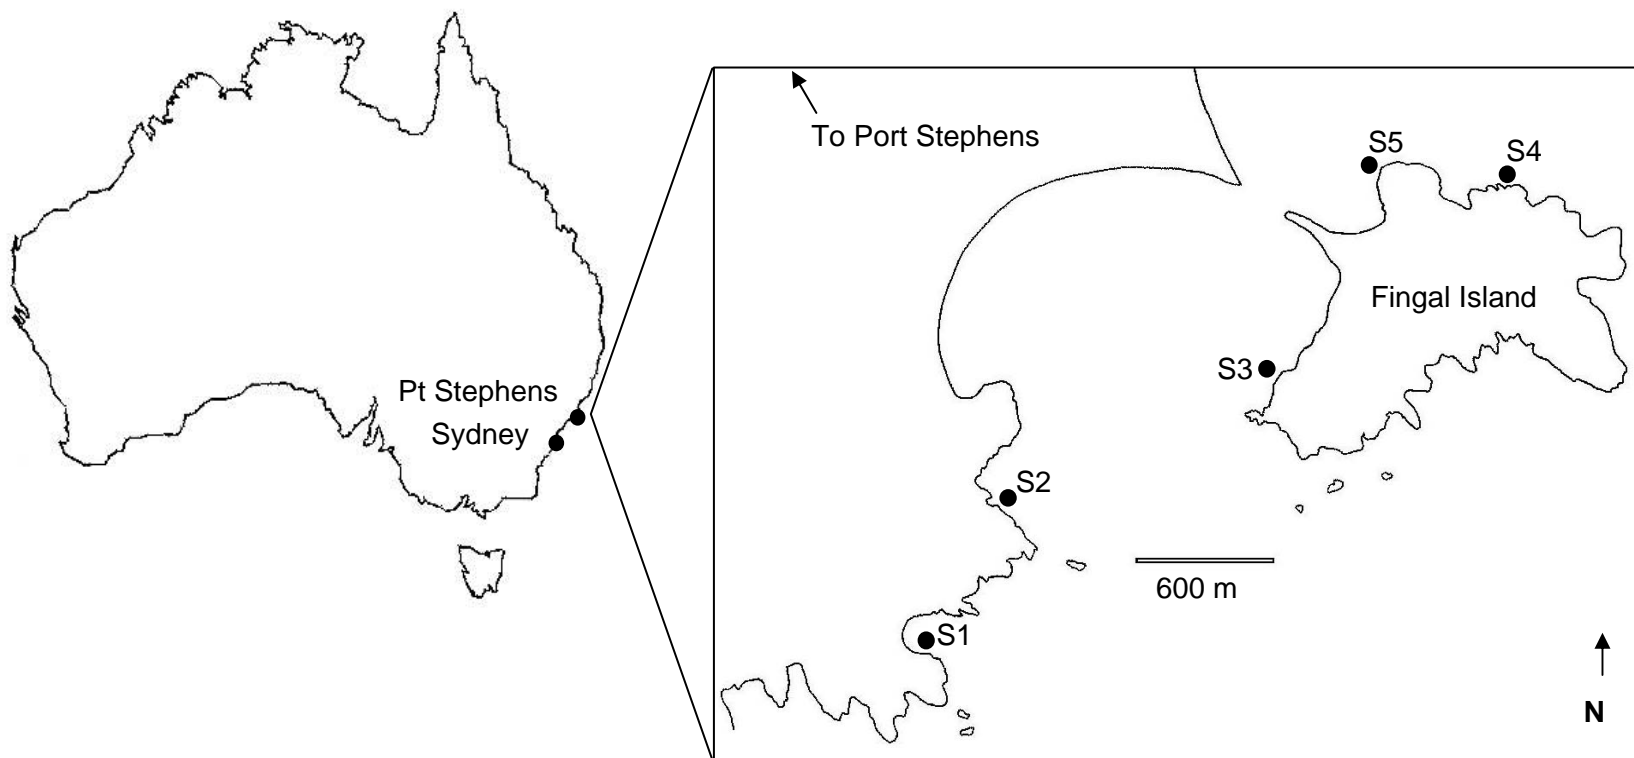 Pt Stephens
Sydney
To Port Stephens
S5
S4
Fingal Island
S3
S2
600 m
S1
N